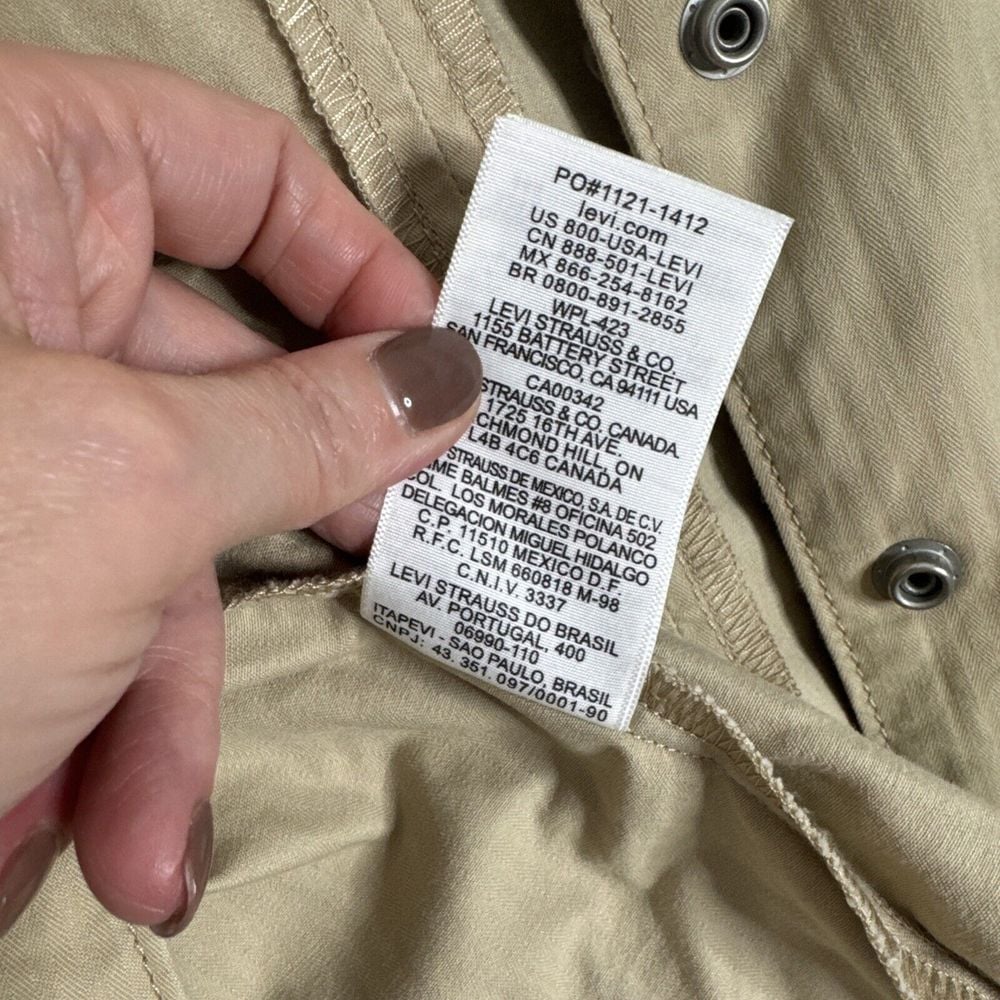 PO#1121-1412
levi.com
US 800-USA-LEVI
CN 888-501-LEVI
MX 866-254-8162
BR 0800-891-2855
WPL-423
LEVI STRAUSS & CO.
1155 BATTERY STREET
SAN FRANCISCO, CA 94111 USA
CA00342
STRAUSS & CO. CANADA
1725 16TH AVE.
CHMOND HILL, ON
L4B 4C6 CANADA
STRAUSS DE MEXICO, S.A. DE C.V.
ME BALMES #8 OFICINA 502
COL. LOS MORALES POLANCO
DELEGACION MIGUEL HIDALGO
C.P. 11510 MEXICO D.F.
R.F.C. LSM 660818 M-98
C.N.I.V. 3337
LEVI STRAUSS DO BRASIL
AV. PORTUGAL, 400
06990-110
ITAPEVI - SAO PAULO, BRASIL
CNPJ: 43.351.097/0001-90